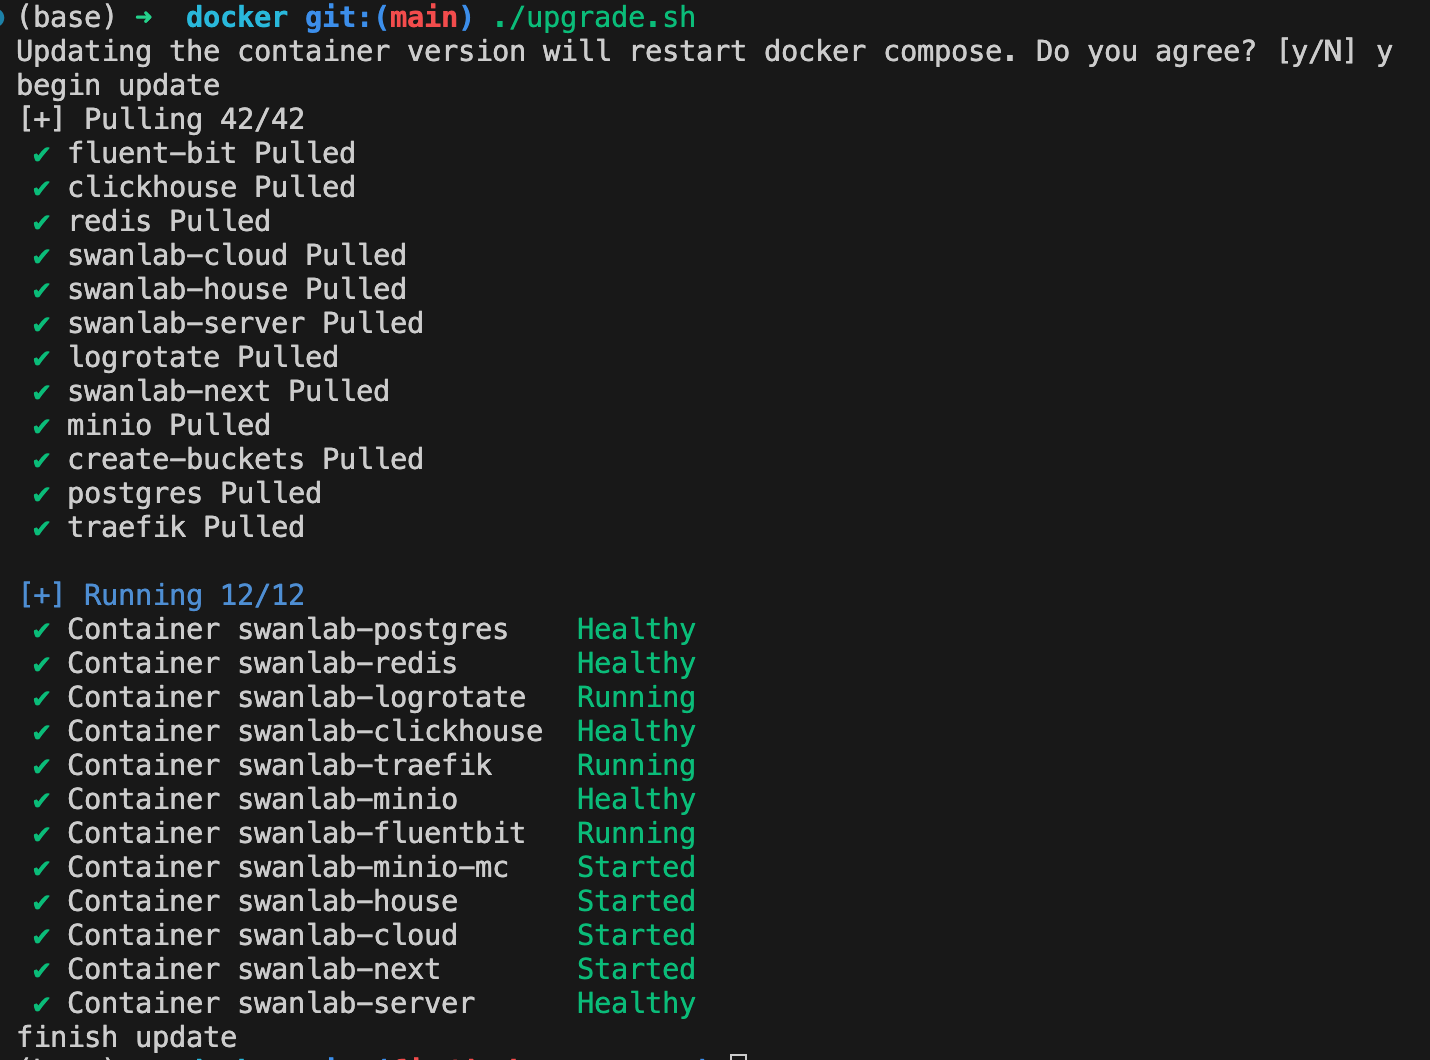 (base) ➜ docker git:(main) ./upgrade.sh
Updating the container version will restart docker compose. Do you agree? [y/N] y
begin update
[+] Pulling 42/42
✔ fluent-bit Pulled
✔ clickhouse Pulled
✔ redis Pulled
✔ swanlab-cloud Pulled
✔ swanlab-house Pulled
✔ swanlab-server Pulled
✔ logrotate Pulled
✔ swanlab-next Pulled
✔ minio Pulled
✔ create-buckets Pulled
✔ postgres Pulled
✔ traefik Pulled
[+] Running 12/12
✔ Container swanlab-postgres Healthy
✔ Container swanlab-redis Healthy
✔ Container swanlab-logrotate Running
✔ Container swanlab-clickhouse Healthy
✔ Container swanlab-traefik Running
✔ Container swanlab-minio Healthy
✔ Container swanlab-fluentbit Running
✔ Container swanlab-minio-mc Started
✔ Container swanlab-house Started
✔ Container swanlab-cloud Started
✔ Container swanlab-next Started
✔ Container swanlab-server Healthy
finish update